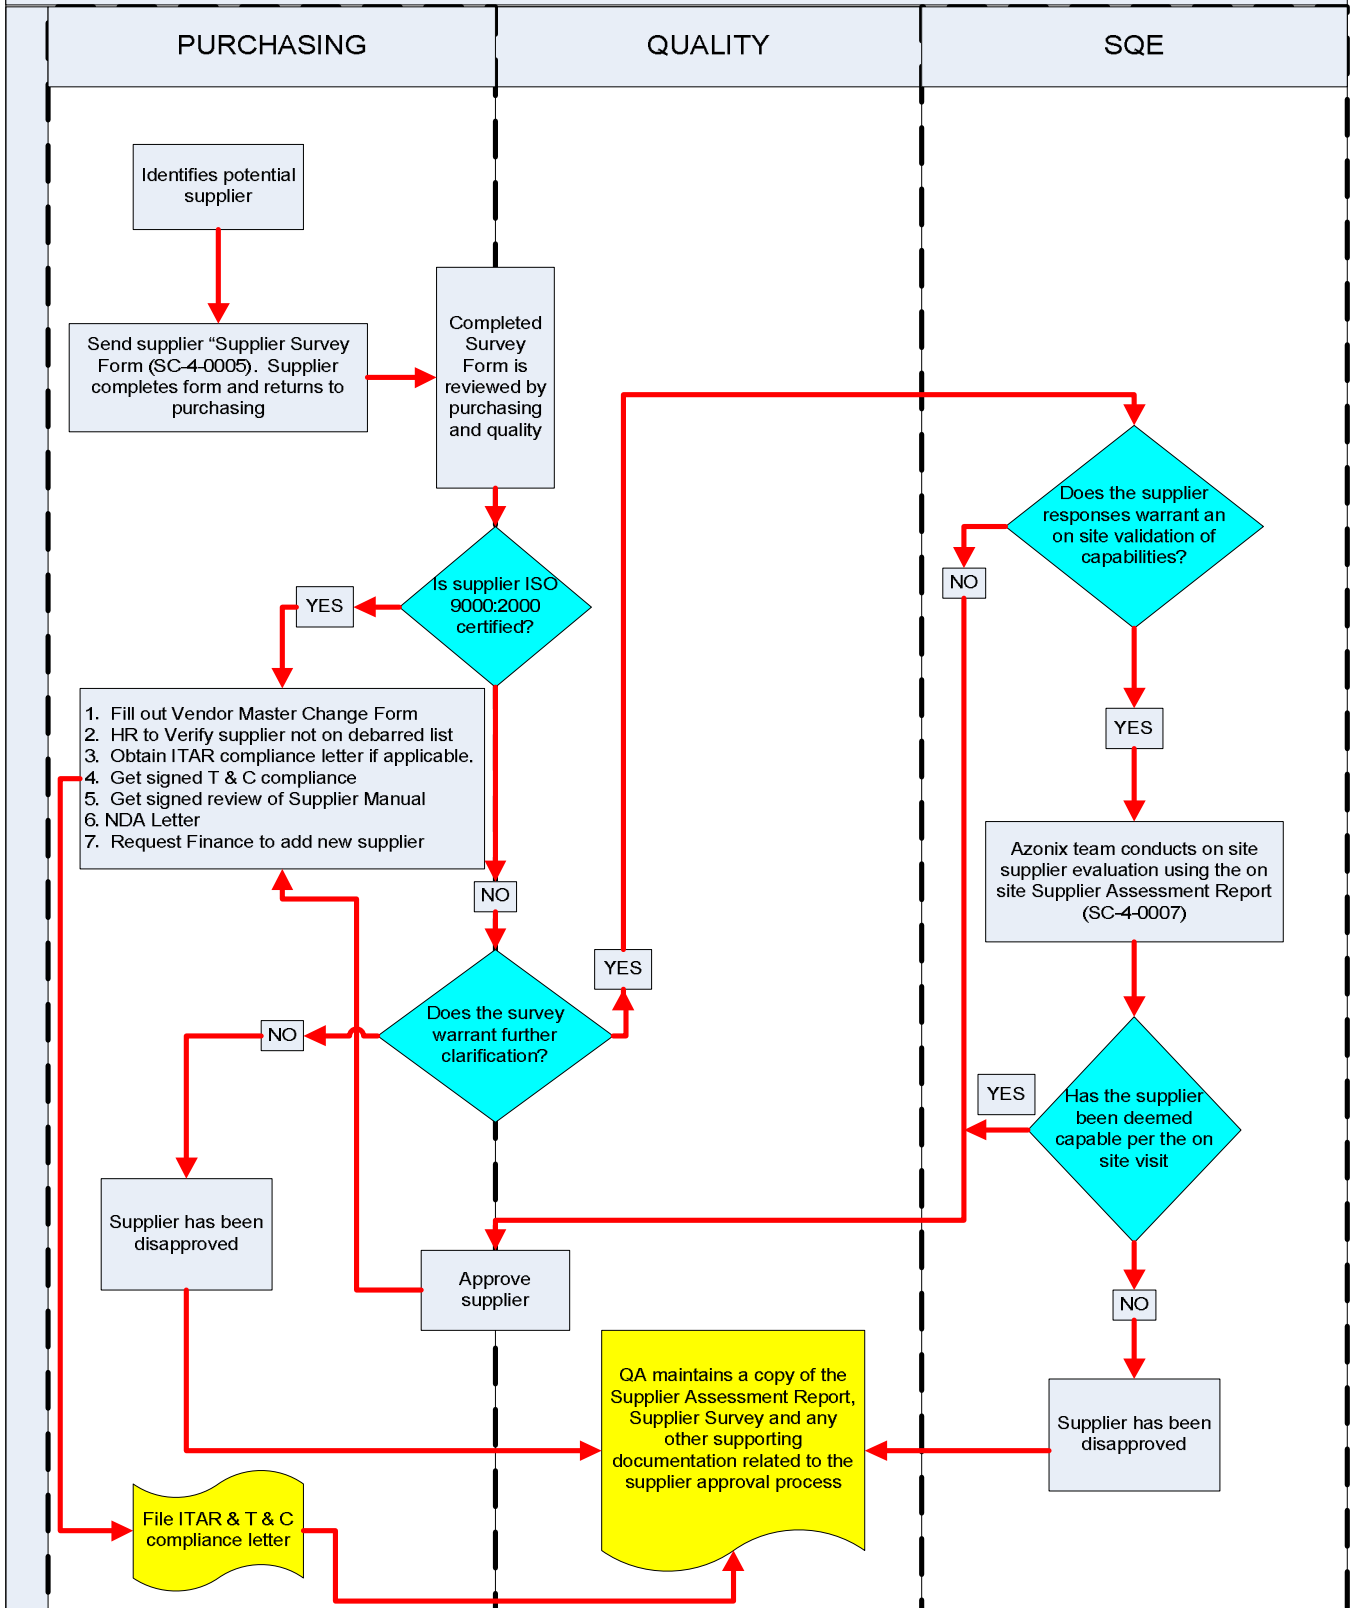 PURCHASING
QUALITY
SQE
Identifies potential
supplier
Send supplier “Supplier Survey
Form (SC-4-0005).  Supplier
completes form and returns to
purchasing
Completed
Survey
Form is
reviewed by
purchasing
and quality
Does the supplier
responses warrant an
on site validation of
capabilities?
NO
Is supplier ISO
9000:2000
certified?
YES
1.  Fill out Vendor Master Change Form
2.  HR to Verify supplier not on debarred list
3.  Obtain ITAR compliance letter if applicable.
4.  Get signed T & C compliance
5.  Get signed review of Supplier Manual
6. NDA Letter
7.  Request Finance to add new supplier
YES
Azonix team conducts on site
supplier evaluation using the on
site Supplier Assessment Report
(SC-4-0007)
NO
YES
Does the survey
warrant further
clarification?
NO
YES
Has the supplier
been deemed
capable per the on
site visit
Supplier has been
disapproved
Approve
supplier
NO
QA maintains a copy of the
Supplier Assessment Report,
Supplier Survey and any
other supporting
documentation related to the
supplier approval process
Supplier has been
disapproved
File ITAR & T & C
compliance letter